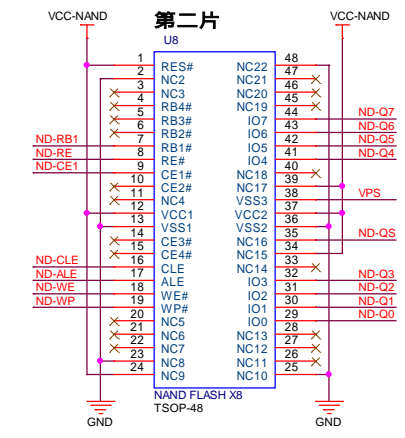 VCC-NAND
第二片
VCC-NAND
U8
1 RES# NC22 48
2 NC2 NC21 47
3 NC3 NC20 46
4 RB4# NC19 45
5 RB3# IO7 44 ND-Q7
6 RB2# IO6 43 ND-Q6
ND-RB1 7 RB1# IO5 42 ND-Q5
ND-RE 8 RE# IO4 41 ND-Q4
ND-CE1 9 CE1# NC18 40
10 CE2# NC17 39
11 NC4 VSS3 38 VPS
12 VCC1 VCC2 37
13 VSS1 VSS2 36
14 CE3# NC16 35 ND-QS
15 CE4# NC15 34
ND-CLE 16 CLE NC14 33
ND-ALE 17 ALE IO3 32 ND-Q3
ND-WE 18 WE# IO2 31 ND-Q2
ND-WP 19 WP# IO1 30 ND-Q1
20 NC5 IO0 29 ND-Q0
21 NC6 NC13 28
22 NC7 NC12 27
23 NC8 NC11 26
24 NC9 NC10 25
NAND FLASH X8
TSOP-48
GND
GND